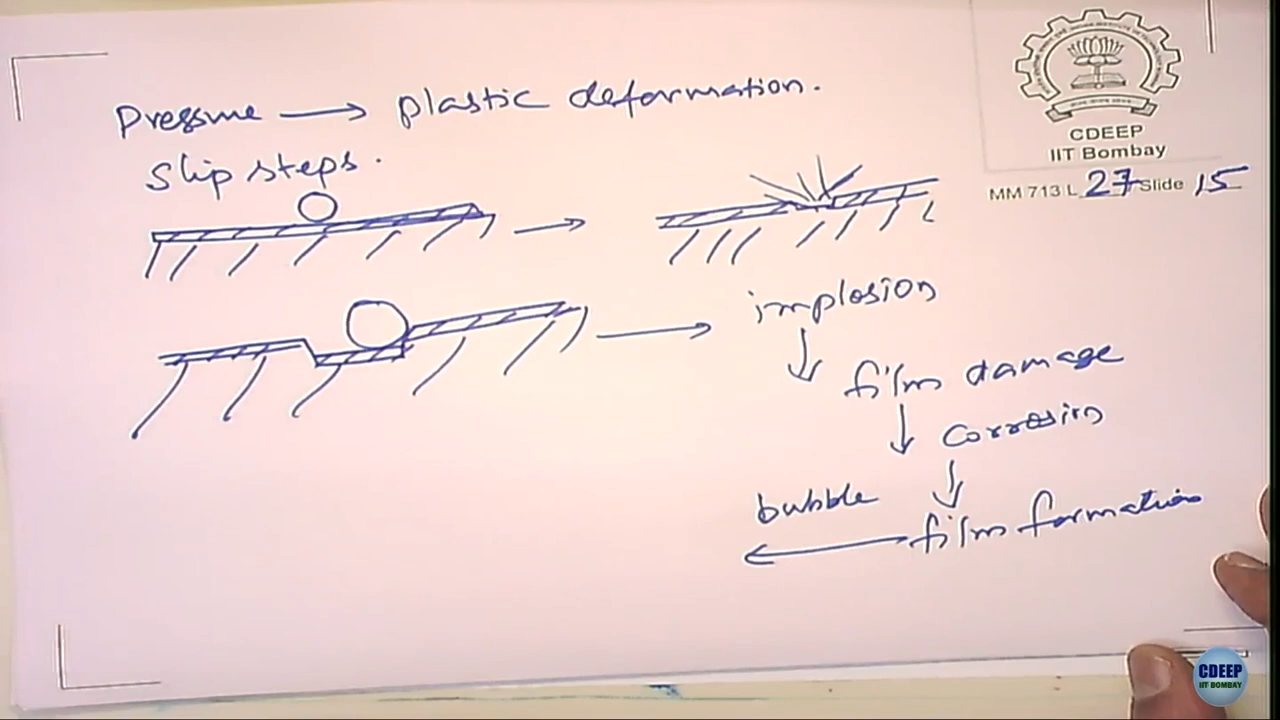 Pressure → plastic deformation.
Slip steps.
CDEEP
IIT Bombay
MM 713 L 27 Slide 15
implosion
film damage
Corrosion
bubble
film formation
CDEEP
IIT BOMBAY